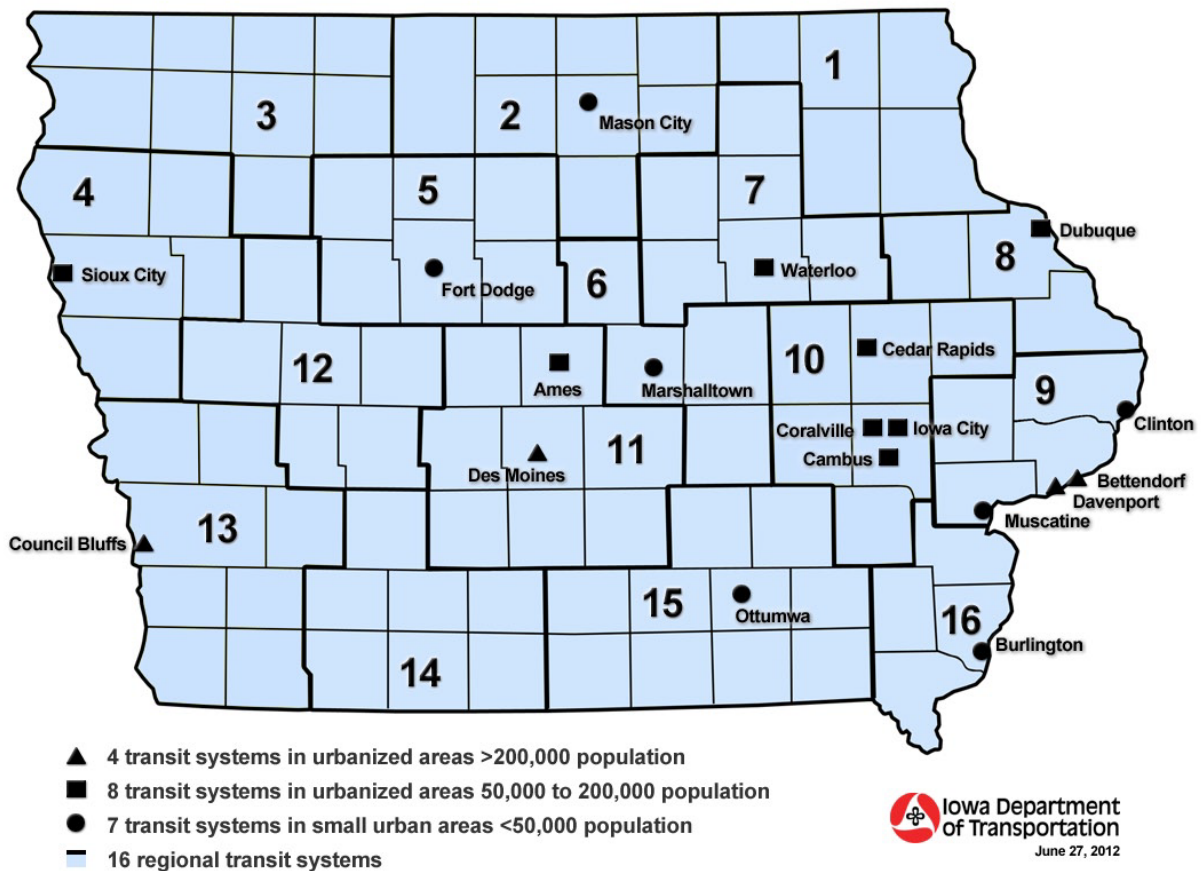 1
3
2
Mason City
4
5
7
Dubuque
8
Sioux City
Fort Dodge
6
Waterloo
12
Ames
Marshalltown
10
Cedar Rapids
9
Clinton
Coralville
Iowa City
Cambus
11
Des Moines
Bettendorf
Davenport
Muscatine
Council Bluffs
13
15
Ottumwa
16
Burlington
14
4 transit systems in urbanized areas >200,000 population
8 transit systems in urbanized areas 50,000 to 200,000 population
7 transit systems in small urban areas <50,000 population
16 regional transit systems
Iowa Department
of Transportation
June 27, 2012